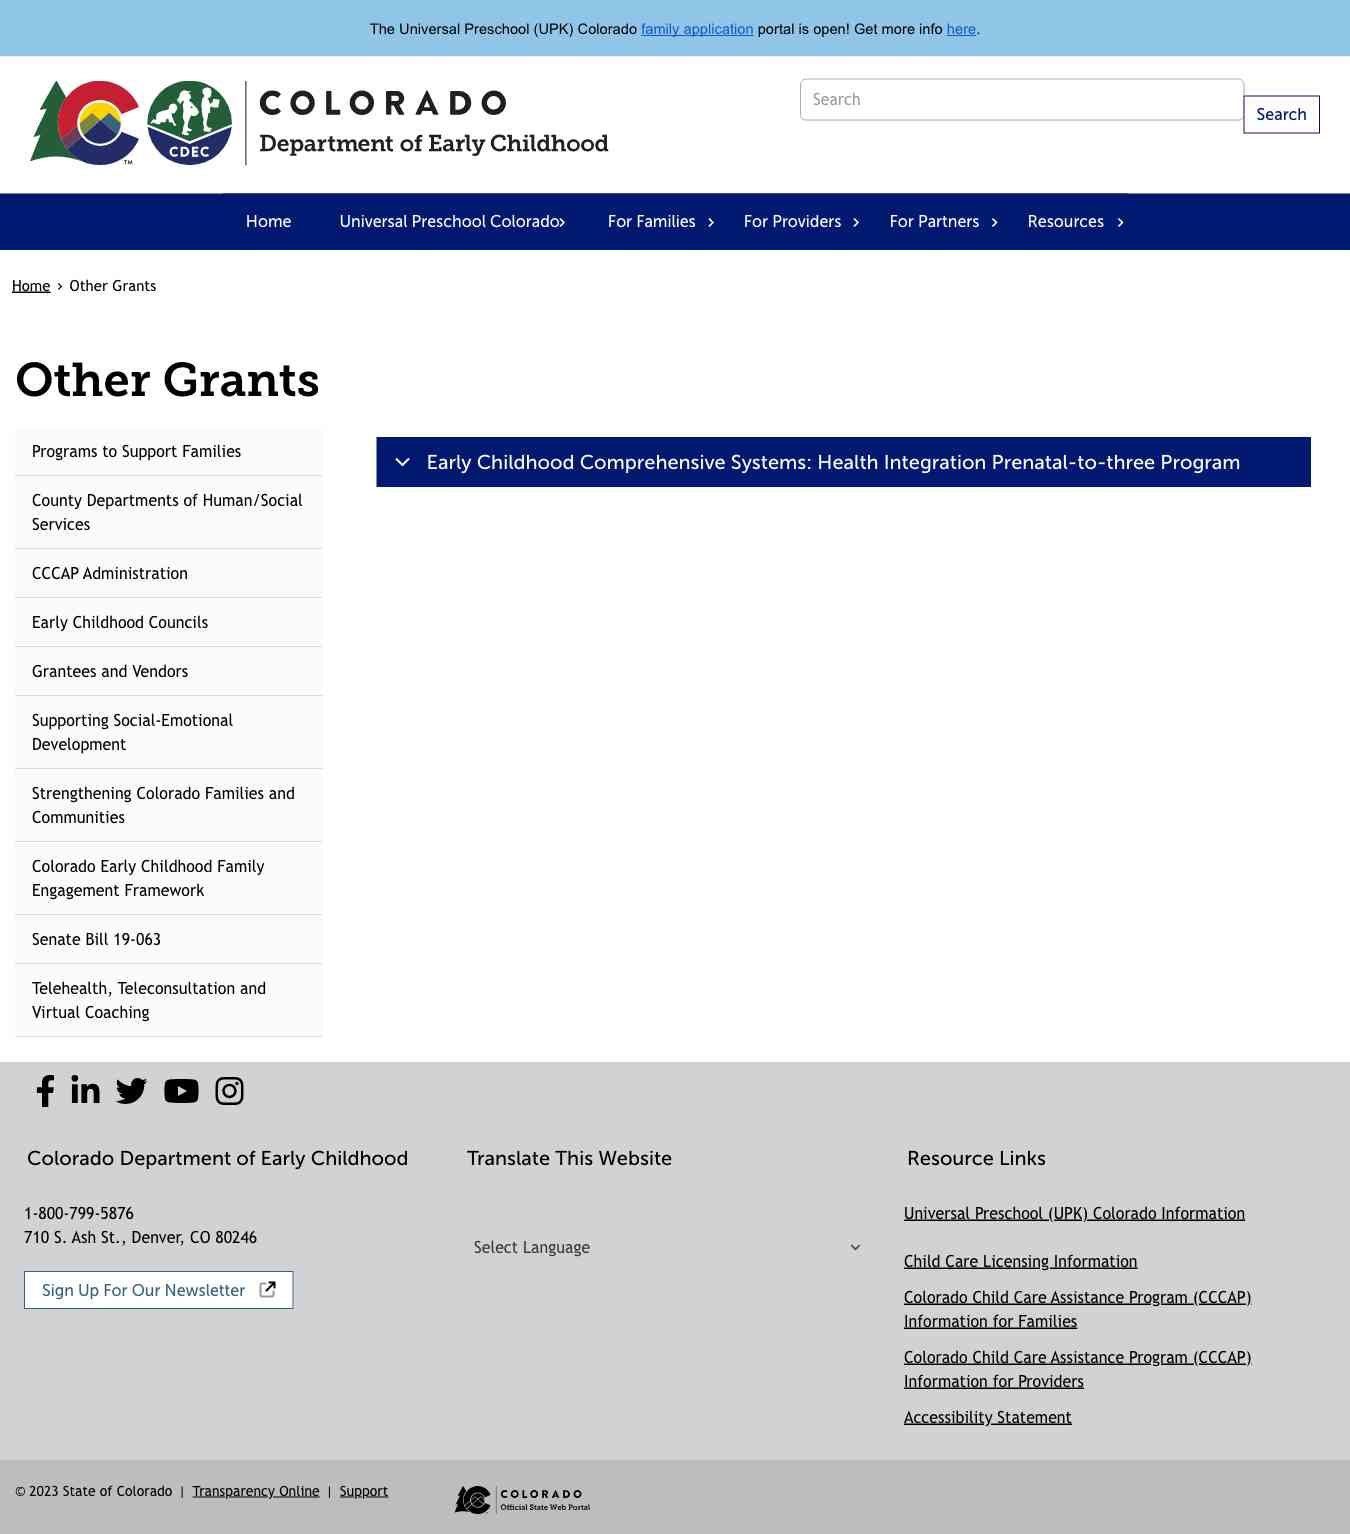 The Universal Preschool (UPK) Colorado family application portal is open! Get more info here.
CDEC
TM
COLORADO
Department of Early Childhood
Search
Search
Home
Universal Preschool Colorado
For Families
For Providers
For Partners
Resources
Home › Other Grants
Other Grants
Programs to Support Families
County Departments of Human/Social
Services
CCCAP Administration
Early Childhood Councils
Grantees and Vendors
Supporting Social-Emotional
Development
Strengthening Colorado Families and
Communities
Colorado Early Childhood Family
Engagement Framework
Senate Bill 19-063
Telehealth, Teleconsultation and
Virtual Coaching
Early Childhood Comprehensive Systems: Health Integration Prenatal-to-three Program
Colorado Department of Early Childhood
1-800-799-5876
710 S. Ash St., Denver, CO 80246
Sign Up For Our Newsletter
Translate This Website
Select Language
Resource Links
Universal Preschool (UPK) Colorado Information
Child Care Licensing Information
Colorado Child Care Assistance Program (CCCAP)
Information for Families
Colorado Child Care Assistance Program (CCCAP)
Information for Providers
Accessibility Statement
© 2023 State of Colorado | Transparency Online | Support
COLORADO
Official State Web Portal